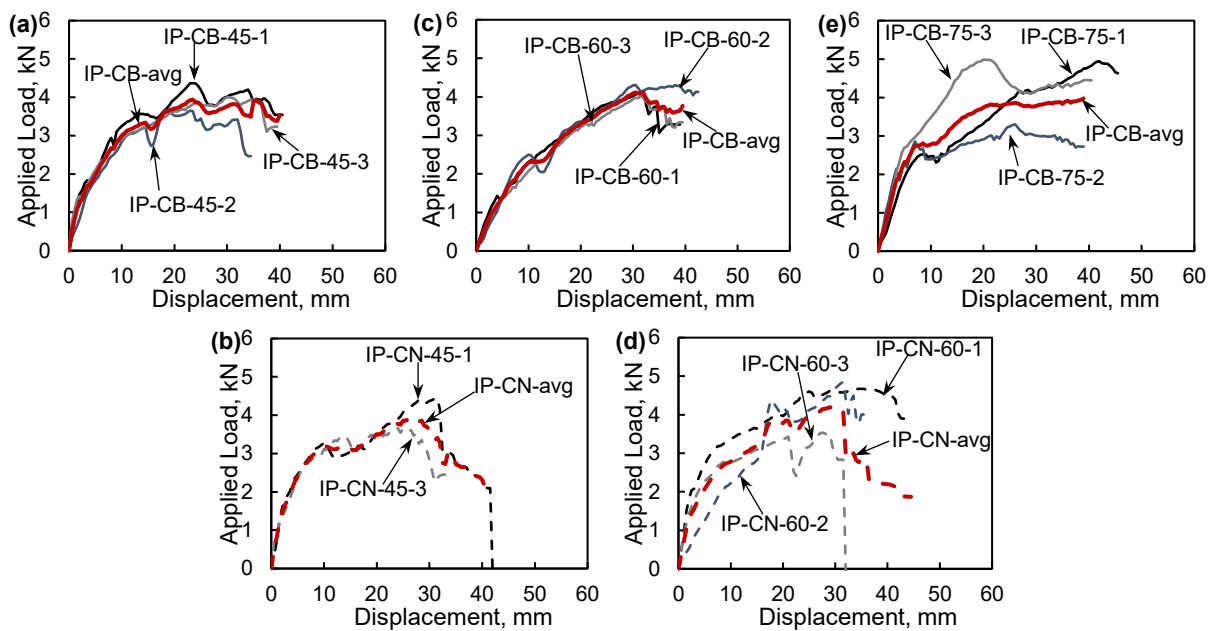 (a)
Applied Load, kN
6
5
4
3
2
1
0
IP-CB-45-1
IP-CB-avg
IP-CB-45-3
IP-CB-45-2
0 10 20 30 40 50 60
Displacement, mm
(c)
Applied Load, kN
6
5
4
3
2
1
0
IP-CB-60-3
IP-CB-60-2
IP-CB-avg
IP-CB-60-1
0 10 20 30 40 50 60
Displacement, mm
(e)
Applied Load, kN
6
5
4
3
2
1
0
IP-CB-75-3
IP-CB-75-1
IP-CB-avg
IP-CB-75-2
0 10 20 30 40 50 60
Displacement, mm
(b)
Applied Load, kN
6
5
4
3
2
1
0
IP-CN-45-1
IP-CN-avg
IP-CN-45-3
0 10 20 30 40 50 60
Displacement, mm
(d)
Applied Load, kN
6
5
4
3
2
1
0
IP-CN-60-3
IP-CN-60-1
IP-CN-avg
IP-CN-60-2
0 10 20 30 40 50 60
Displacement, mm